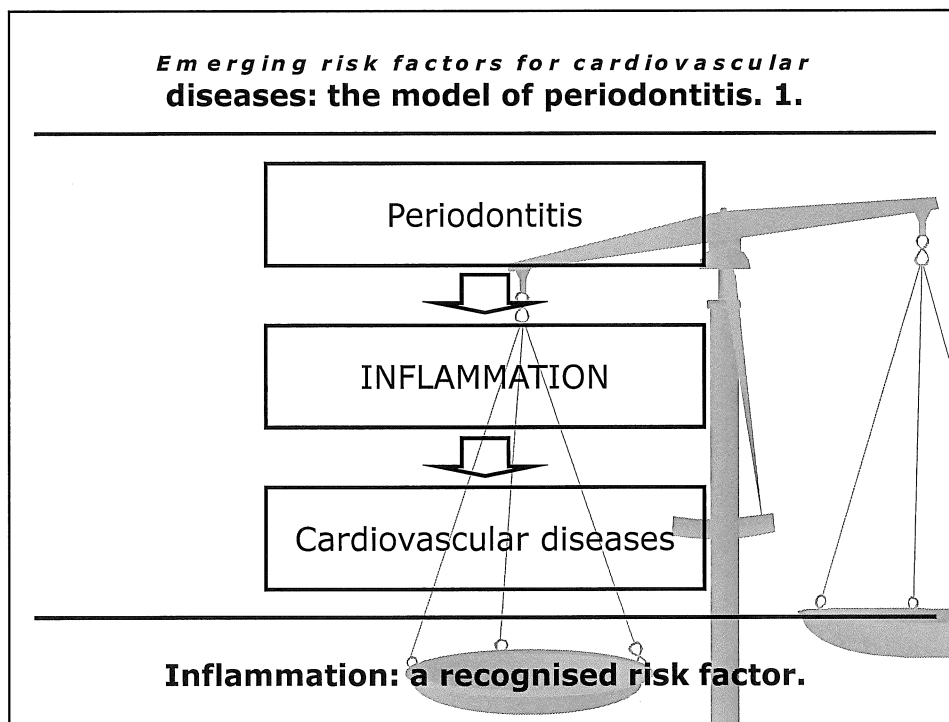 Emerging risk factors for cardiovascular
diseases: the model of periodontitis. 1.
Periodontitis
INFLAMMATION
Cardiovascular diseases
Inflammation: a recognised risk factor.